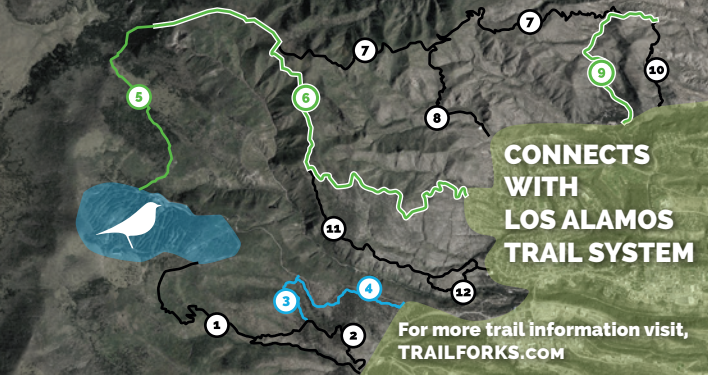 7
7
9
10
5
6
8
CONNECTS
WITH
LOS ALAMOS
TRAIL SYSTEM
11
12
4
3
1
2
For more trail information visit,
TRAILFORKS.COM